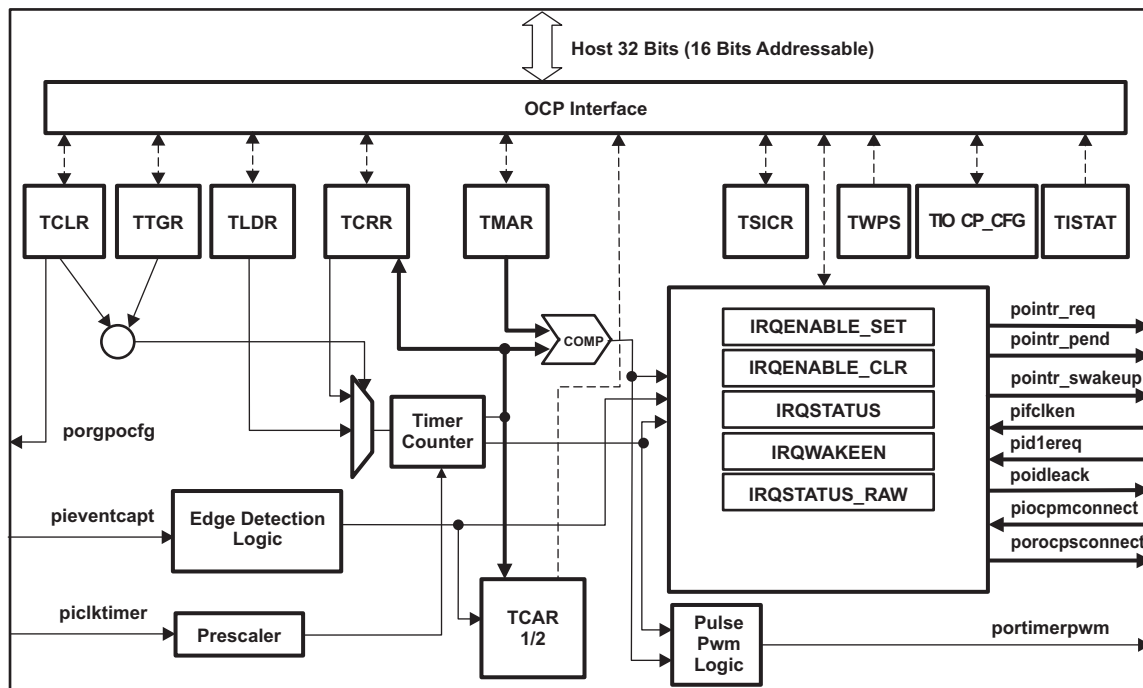 Host 32 Bits (16 Bits Addressable)
OCP Interface
TCLR
TTGR
TLDR
TCRR
TMAR
TSICR
TWPS
TIO CP_CFG
TISTAT
COMP
IRQENABLE_SET
IRQENABLE_CLR
IRQSTATUS
IRQWAKEEN
IRQSTATUS_RAW
pointr_req
pointr_pend
pointr_swakeup
pifclken
pid1ereq
poidleack
piocpmconnect
porocpsconnect
porgpocfg
Timer
Counter
pieventcapt
Edge Detection
Logic
piclktimer
Prescaler
TCAR
1/2
Pulse
Pwm
Logic
portimerpwm